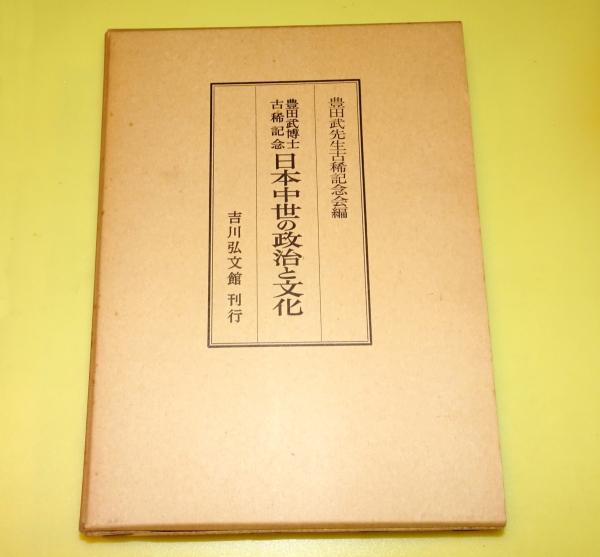 豊田武先生古稀記念会編
豊田武博士
古稀記念
日本中世の政治と文化
吉川弘文館 刊行